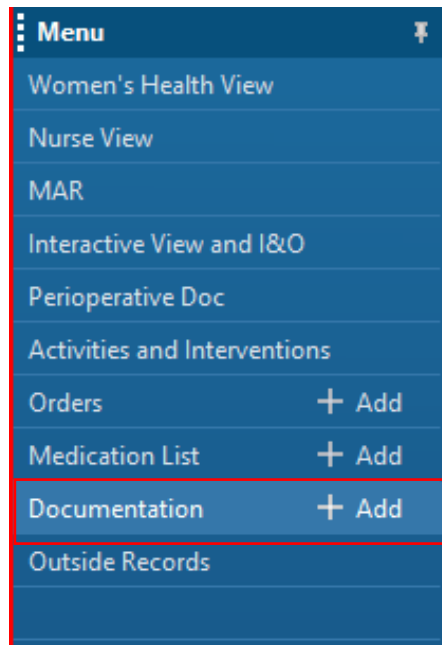 Menu
Women's Health View
Nurse View
MAR
Interactive View and I&O
Perioperative Doc
Activities and Interventions
Orders + Add
Medication List + Add
Documentation + Add
Outside Records